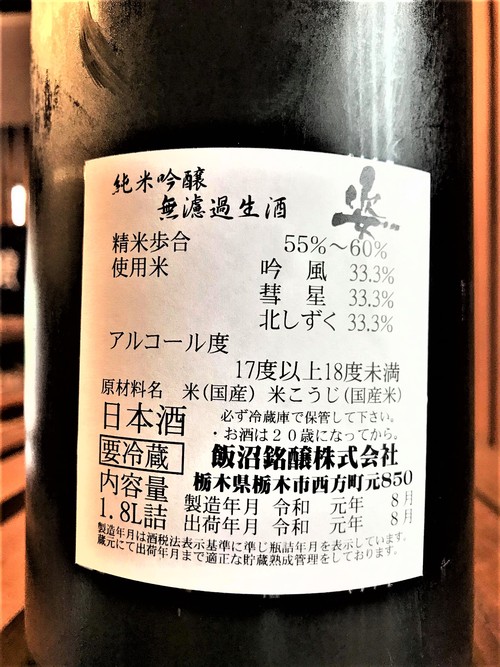 純米吟醸
無濾過生酒
姿
精米歩合 55%～60%
使用米 吟風 33.3%
彗星 33.3%
北しずく 33.3%
アルコール度
17度以上18度未満
原材料名 米(国産) 米こうじ(国産米)
日本酒 必ず冷蔵庫で保管して下さい。
・お酒は２０歳になってから。
要冷蔵 飯沼銘醸株式会社
栃木県栃木市西方町元850
内容量 製造年月 令和 元年 8月
1.8L詰 出荷年月 令和 元年 8月
製造年月は酒税法表示基準に準じ瓶詰年月を表示しています。
蔵元にて出荷年月まで適正な貯蔵熟成管理をしております。